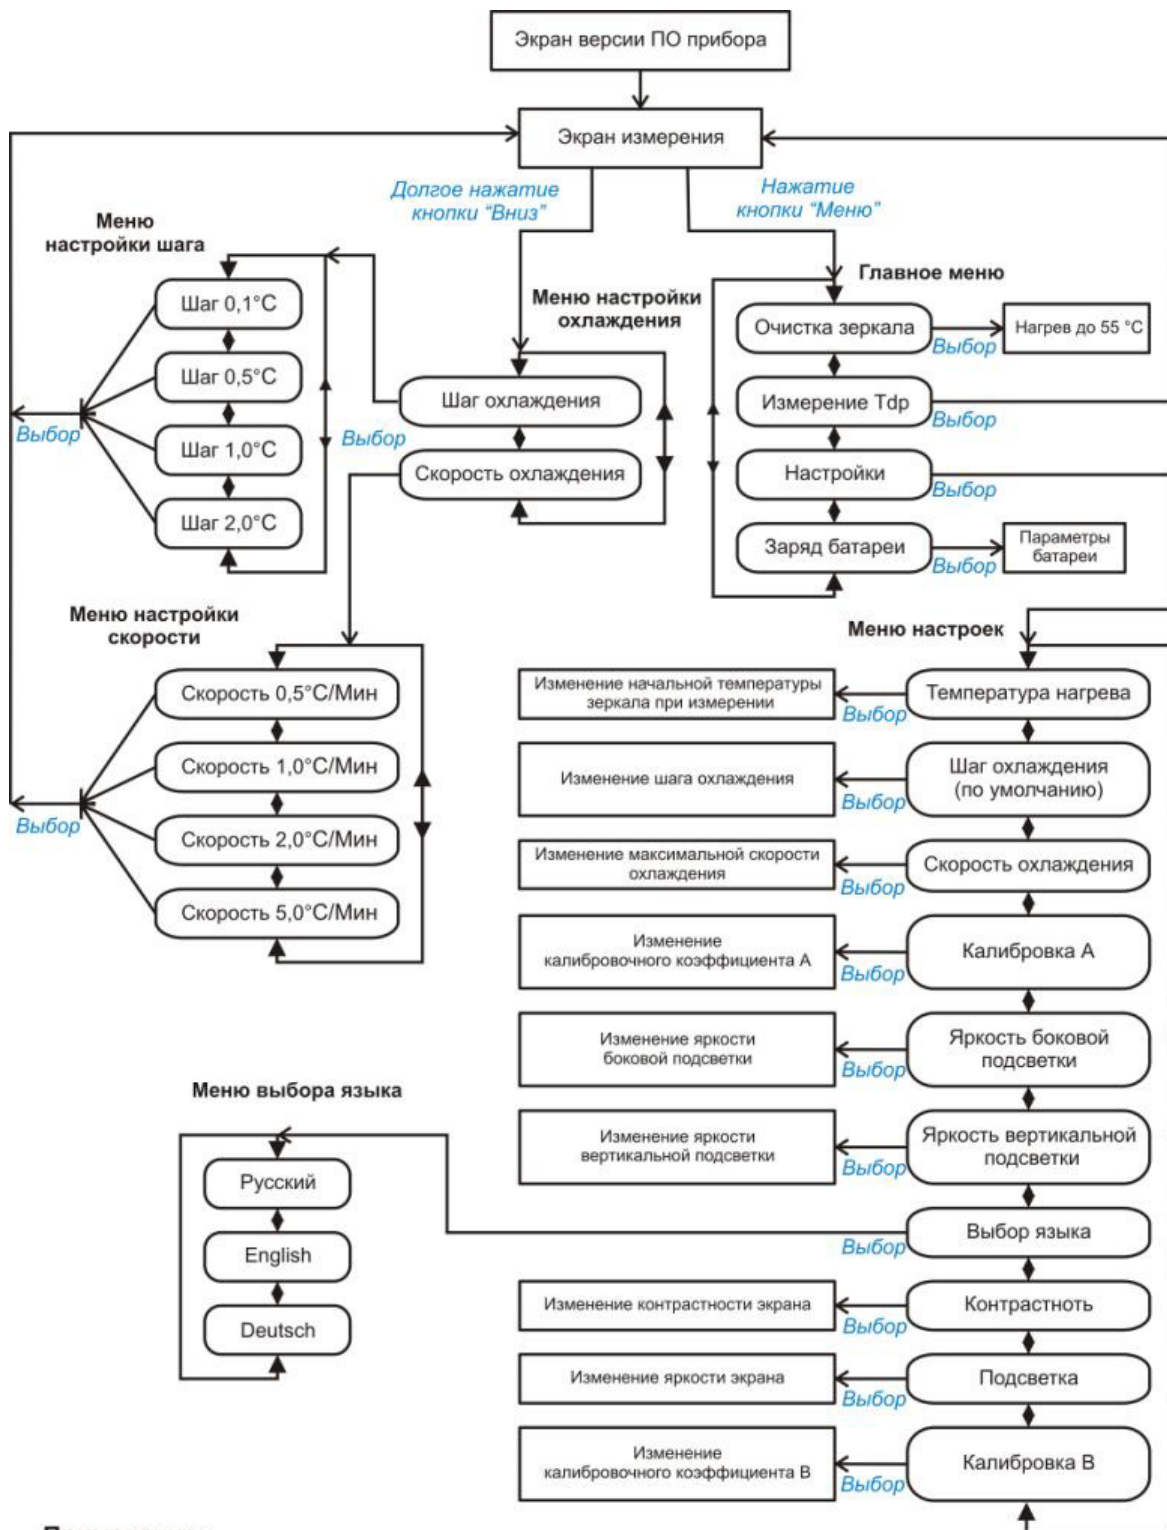 Экран версии ПО прибора
Экран измерения
Долгое нажатие
кнопки “Вниз”
Нажатие
кнопки “Меню”
Меню
настройки шага
Шаг 0,1°C
Шаг 0,5°C
Шаг 1,0°C
Шаг 2,0°C
Выбор
Меню настройки
охлаждения
Шаг охлаждения
Скорость охлаждения
Выбор
Главное меню
Очистка зеркала
Выбор
Нагрев до 55 °C
Измерение Tdp
Выбор
Настройки
Выбор
Заряд батареи
Выбор
Параметры
батареи
Меню настройки
скорости
Скорость 0,5°C/Мин
Скорость 1,0°C/Мин
Скорость 2,0°C/Мин
Скорость 5,0°C/Мин
Выбор
Меню настроек
Изменение начальной температуры
зеркала при измерении
Выбор
Температура нагрева
Изменение шага охлаждения
Выбор
Шаг охлаждения
(по умолчанию)
Изменение максимальной скорости
охлаждения
Выбор
Скорость охлаждения
Изменение
калибровочного коэффициента А
Выбор
Калибровка А
Изменение яркости
боковой подсветки
Выбор
Яркость боковой
подсветки
Изменение яркости
вертикальной подсветки
Выбор
Яркость вертикальной
подсветки
Выбор
Выбор языка
Меню выбора языка
Русский
English
Deutsch
Изменение контрастности экрана
Выбор
Контрастноть
Изменение яркости экрана
Выбор
Подсветка
Изменение
калибровочного коэффициента В
Выбор
Калибровка В